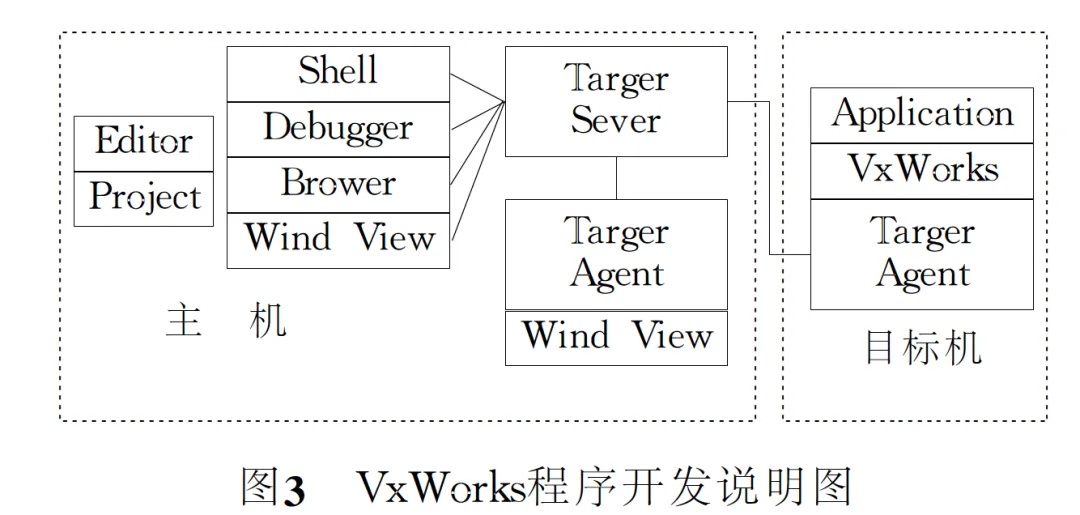 Editor
Project
Shell
Debugger
Brower
Wind View
主 机
Targer
Sever
Targer
Agent
Wind View
Application
VxWorks
Targer
Agent
目标机
图3 VxWorks程序开发说明图